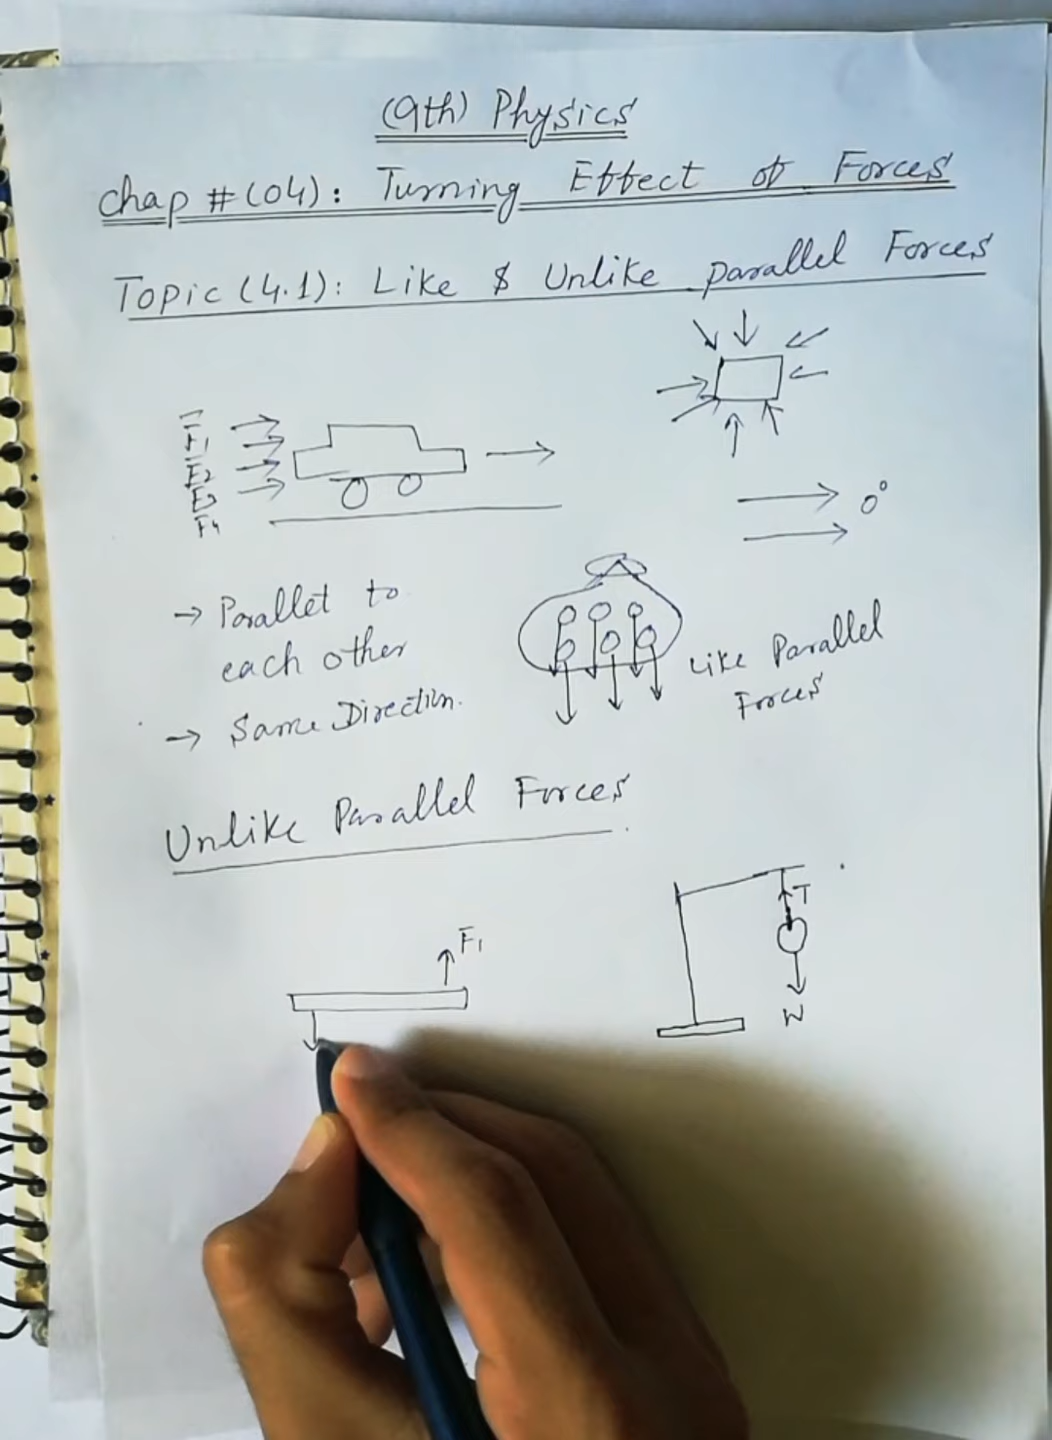 (9th) Physics
Chap # (04): Turning Effect of Forces
Topic (4.1): Like & Unlike parallel Forces
F1
F2
F3
F4
0°
→ Parallel to
each other
→ Same Direction.
Like Parallel
Forces
Unlike Parallel Forces
F1
T
W